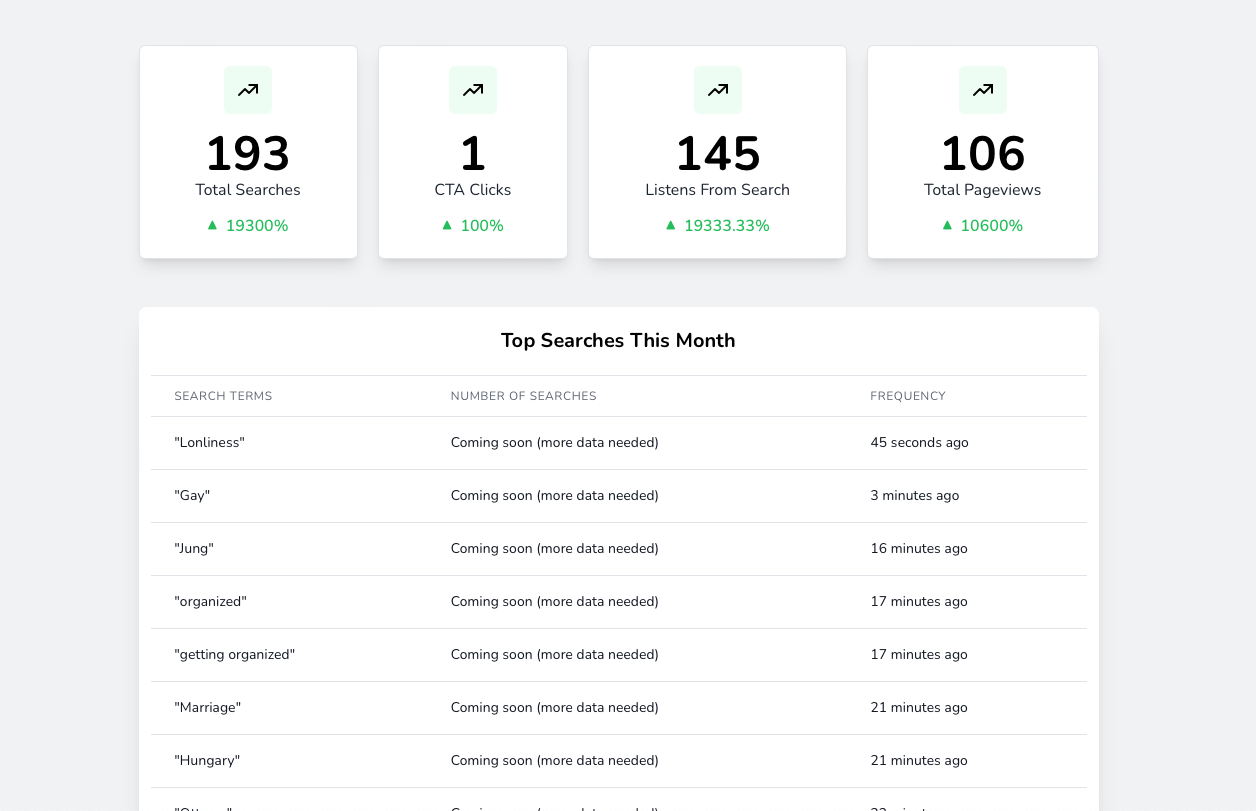 193
Total Searches
▲ 19300%
1
CTA Clicks
▲ 100%
145
Listens From Search
▲ 19333.33%
106
Total Pageviews
▲ 10600%
Top Searches This Month
SEARCH TERMS NUMBER OF SEARCHES FREQUENCY
"Lonliness" Coming soon (more data needed) 45 seconds ago
"Gay" Coming soon (more data needed) 3 minutes ago
"Jung" Coming soon (more data needed) 16 minutes ago
"organized" Coming soon (more data needed) 17 minutes ago
"getting organized" Coming soon (more data needed) 17 minutes ago
"Marriage" Coming soon (more data needed) 21 minutes ago
"Hungary" Coming soon (more data needed) 21 minutes ago